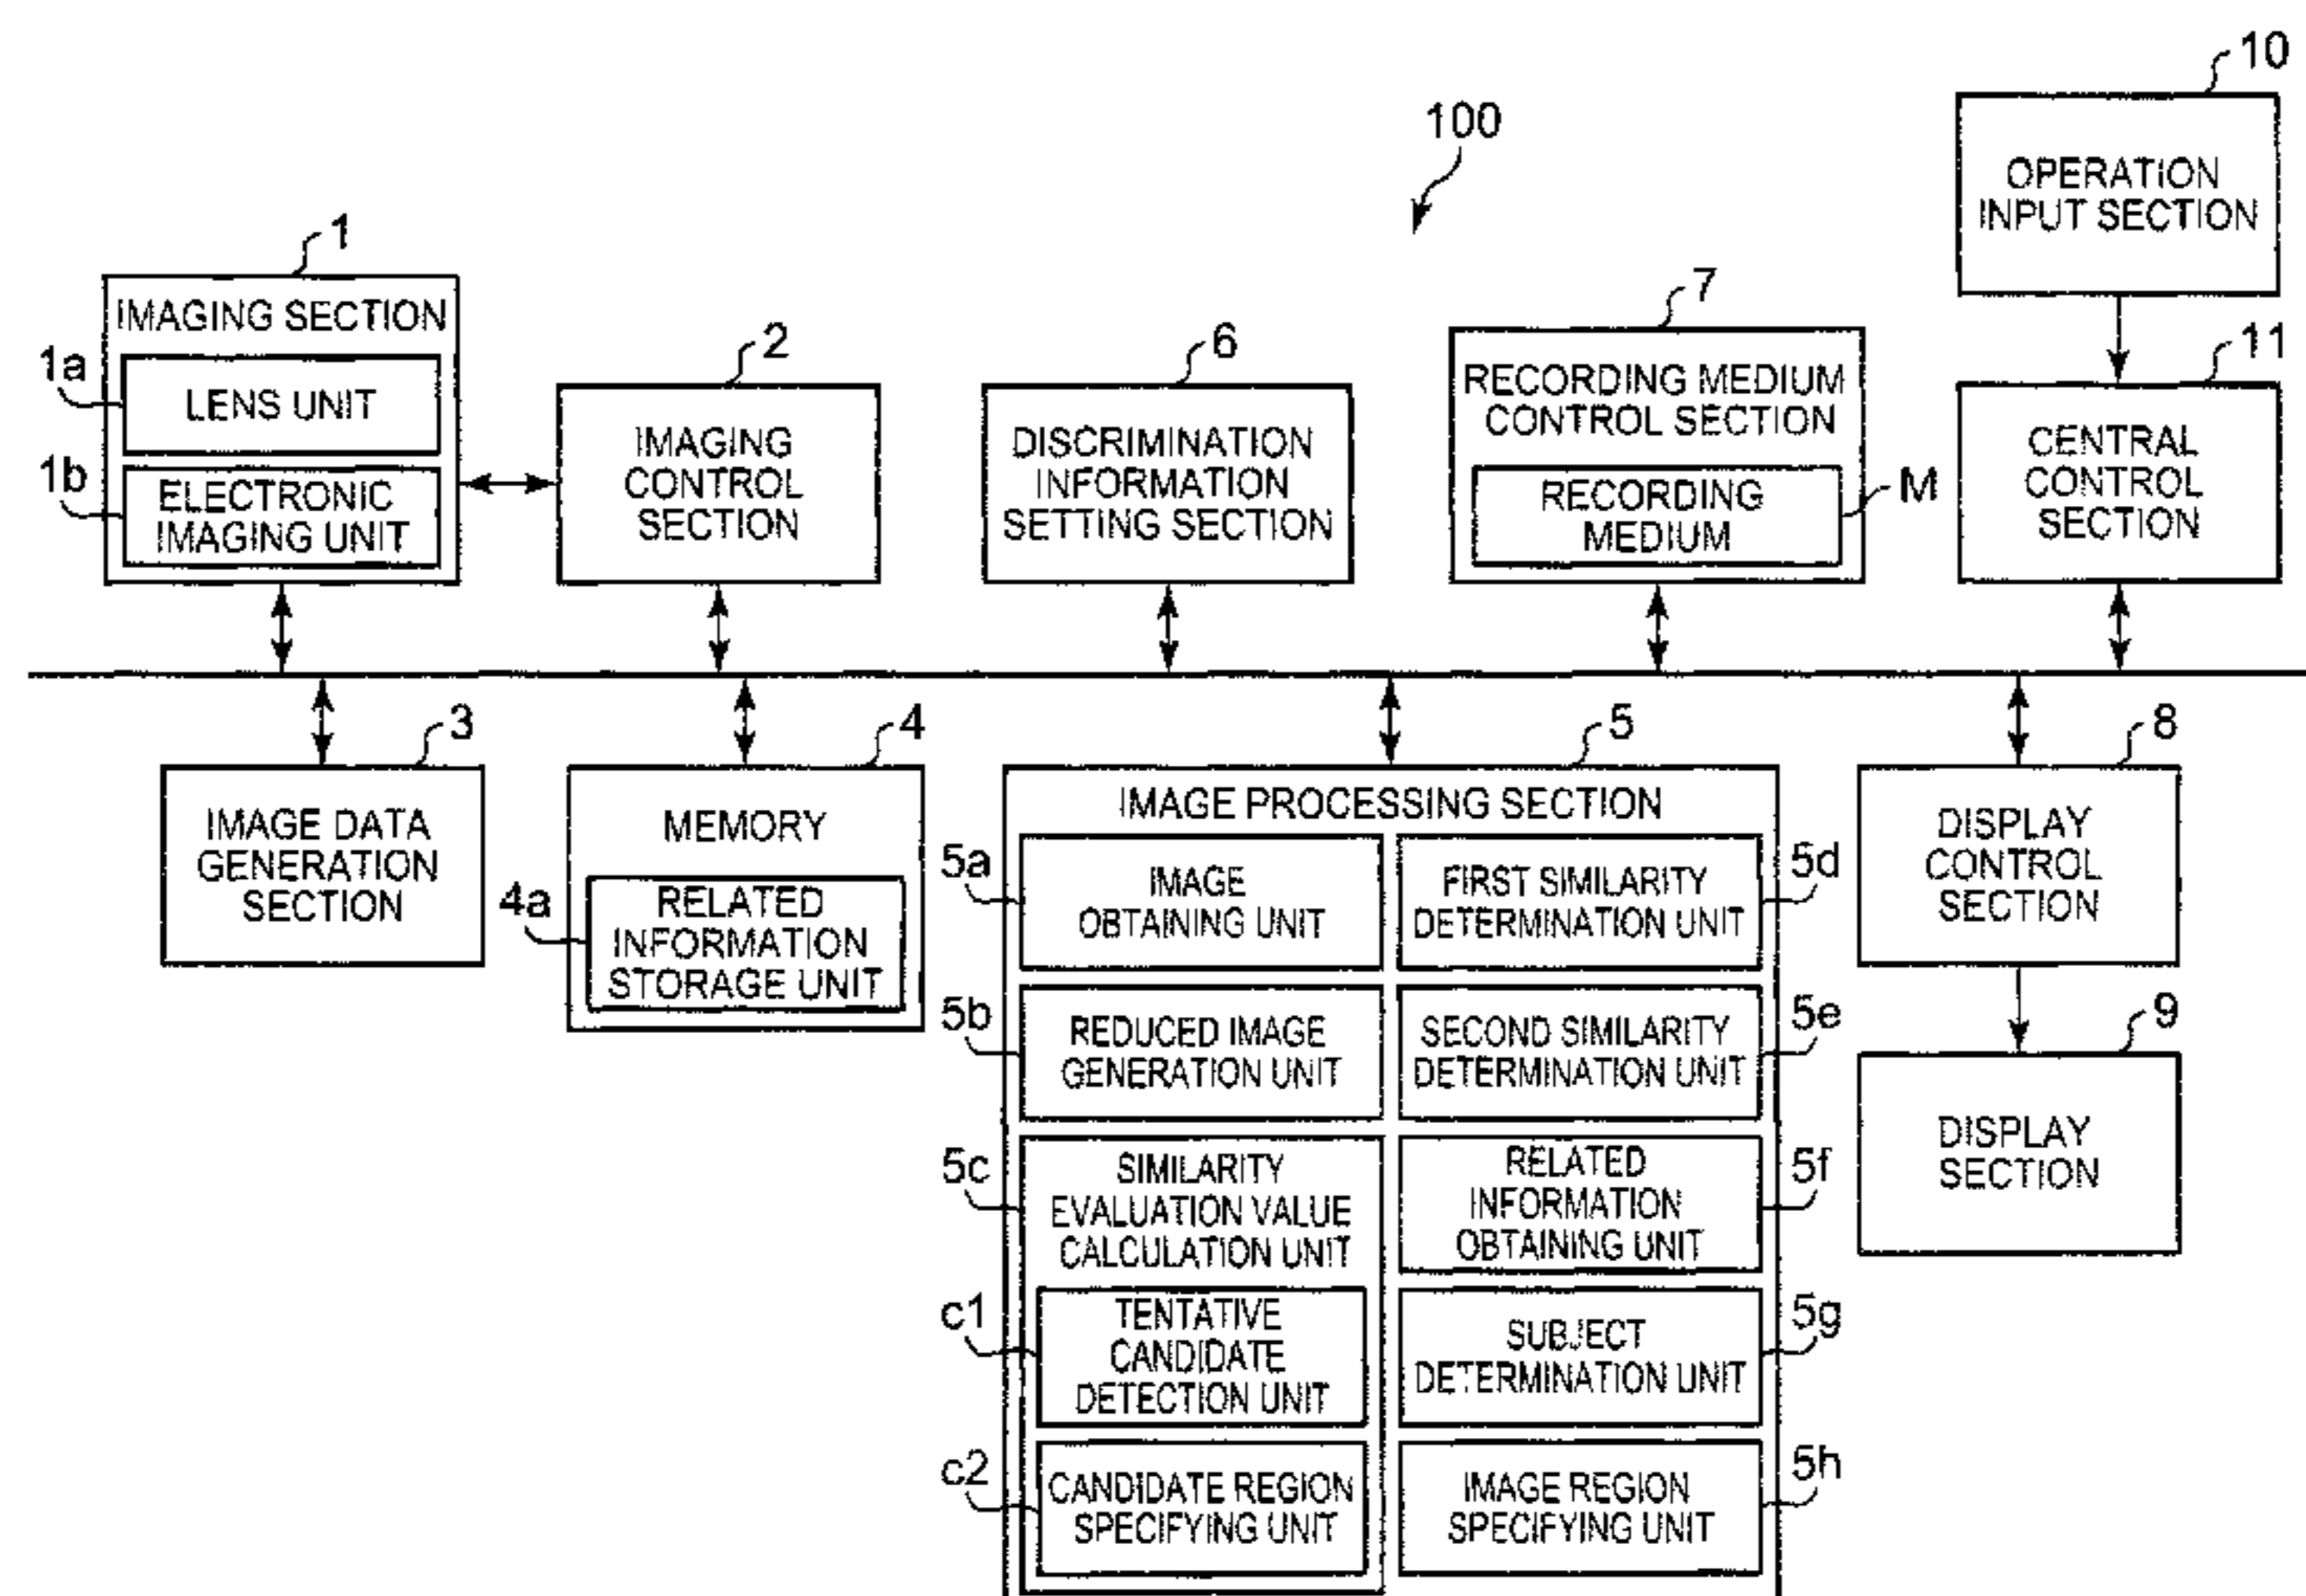 100
10
OPERATION
INPUT SECTION
1
IMAGING SECTION
1a
LENS UNIT
1b
ELECTRONIC
IMAGING UNIT
2
IMAGING
CONTROL
SECTION
6
DISCRIMINATION
INFORMATION
SETTING SECTION
7
RECORDING MEDIUM
CONTROL SECTION
RECORDING
MEDIUM
M
11
CENTRAL
CONTROL
SECTION
3
IMAGE DATA
GENERATION
SECTION
4
MEMORY
4a
RELATED
INFORMATION
STORAGE UNIT
5
IMAGE PROCESSING SECTION
5a
IMAGE
OBTAINING UNIT
5b
REDUCED IMAGE
GENERATION UNIT
5c
SIMILARITY
EVALUATION VALUE
CALCULATION UNIT
c1
TENTATIVE
CANDIDATE
DETECTION UNIT
c2
CANDIDATE REGION
SPECIFYING UNIT
FIRST SIMILARITY
DETERMINATION UNIT
5d
SECOND SIMILARITY
DETERMINATION UNIT
5e
RELATED
INFORMATION
OBTAINING UNIT
5f
SUBJECT
DETERMINATION UNIT
5g
IMAGE REGION
SPECIFYING UNIT
5h
8
DISPLAY
CONTROL
SECTION
9
DISPLAY
SECTION